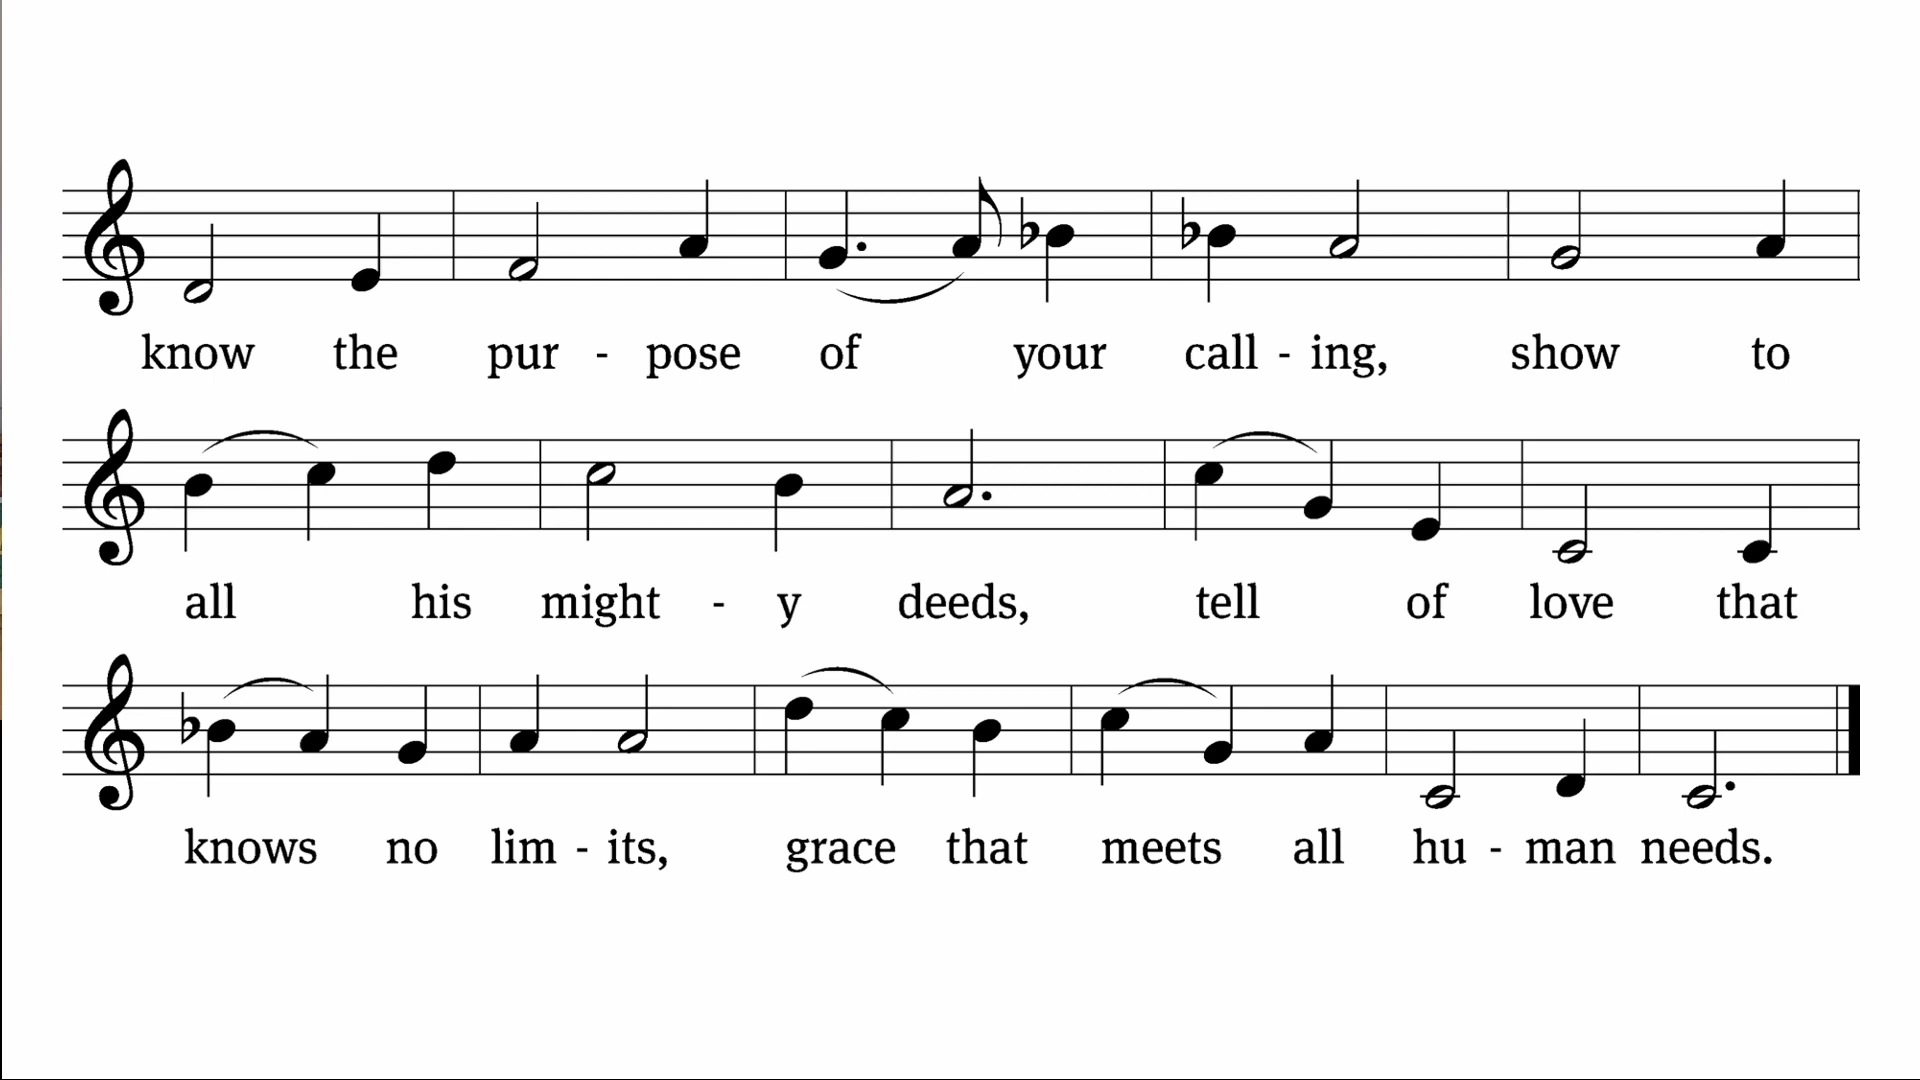 know the pur - pose of your call - ing, show to
all his might - y deeds, tell of love that
knows no lim - its, grace that meets all hu - man needs.